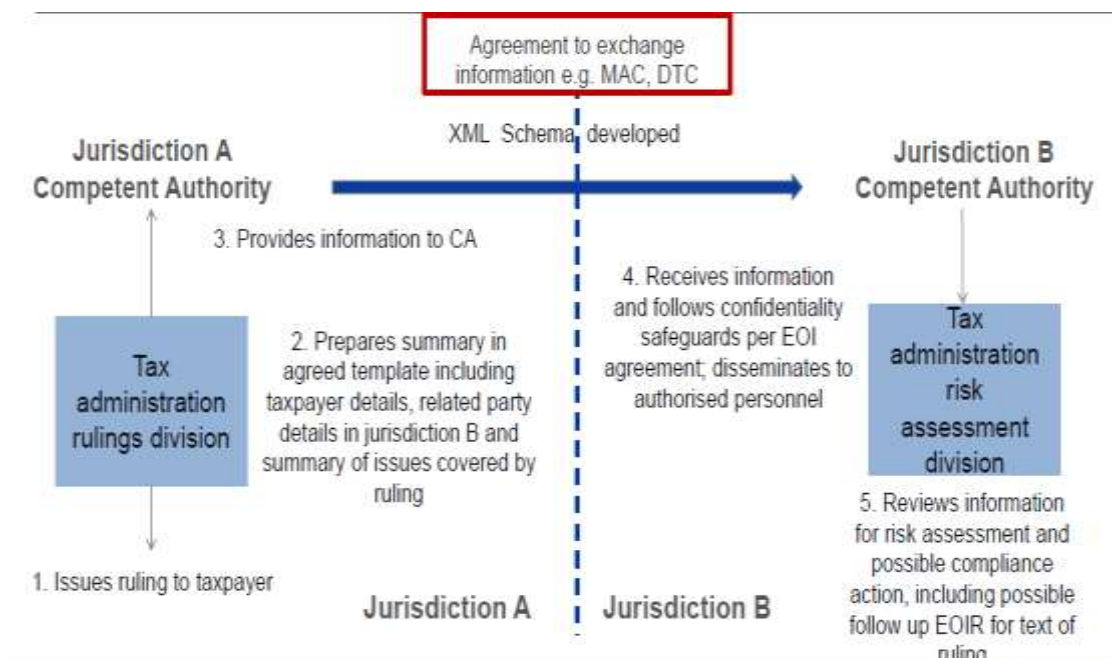 Agreement to exchange
information e.g. MAC, DTC
XML Schema developed
Jurisdiction A
Competent Authority
Jurisdiction B
Competent Authority
3. Provides information to CA
Tax
administration
rulings division
2. Prepares summary in
agreed template including
taxpayer details, related party
details in jurisdiction B and
summary of issues covered by
ruling
1. Issues ruling to taxpayer
4. Receives information
and follows confidentiality
safeguards per EOI
agreement; disseminates to
authorised personnel
Tax
administration
risk
assessment
division
5. Reviews information
for risk assessment and
possible compliance
action, including possible
follow up EOIR for text of
ruling
Jurisdiction A
Jurisdiction B